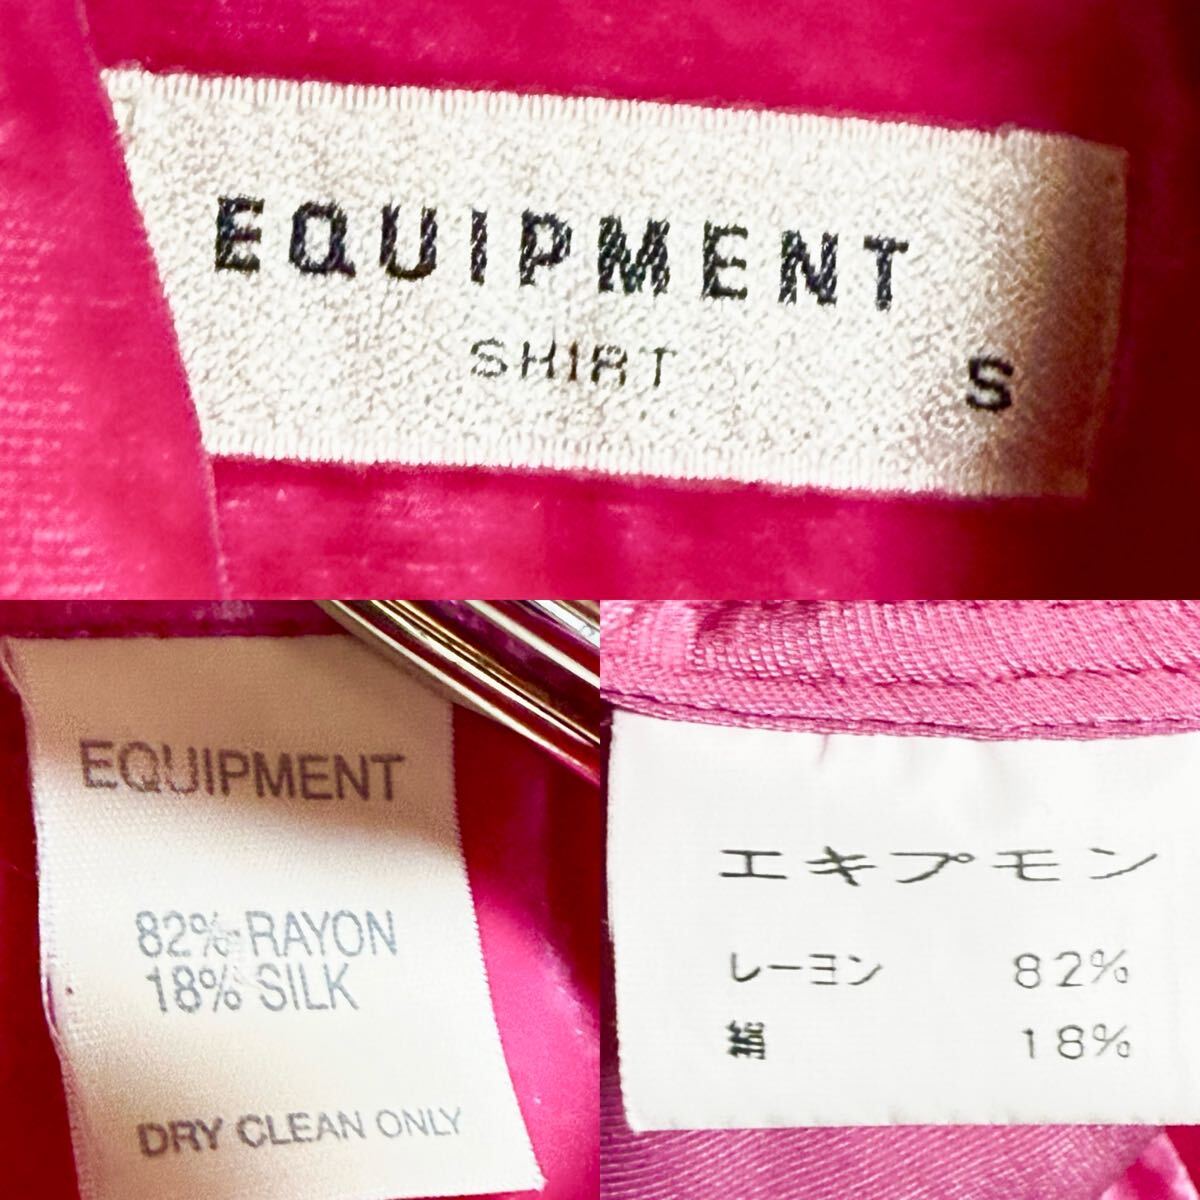 EQUIPMENT
SHIRT
S
EQUIPMENT
82% RAYON
18% SILK
DRY CLEAN ONLY
エキプモン
レーヨン 82%
絹 18%